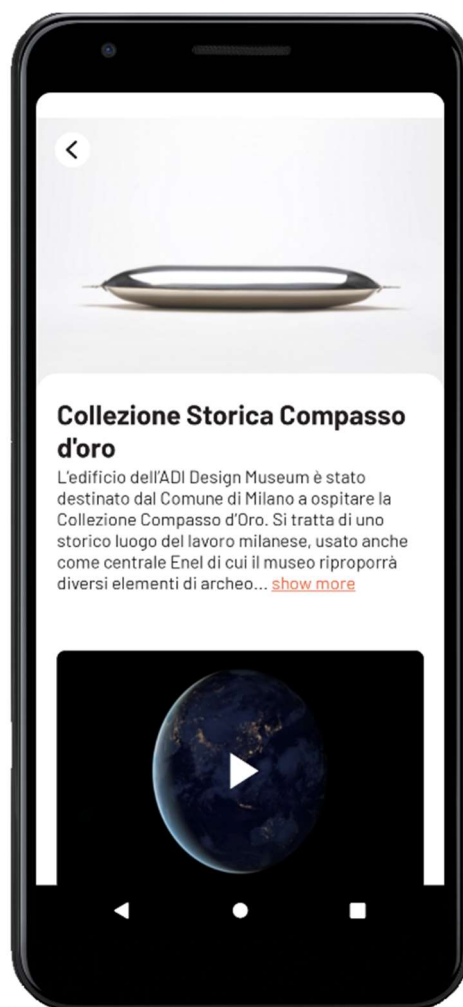 Collezione Storica Compasso
d'oro
L'edificio dell'ADI Design Museum è stato
destinato dal Comune di Milano a ospitare la
Collezione Compasso d'Oro. Si tratta di uno
storico luogo del lavoro milanese, usato anche
come centrale Enel di cui il museo riproporrà
diversi elementi di archeo... show more